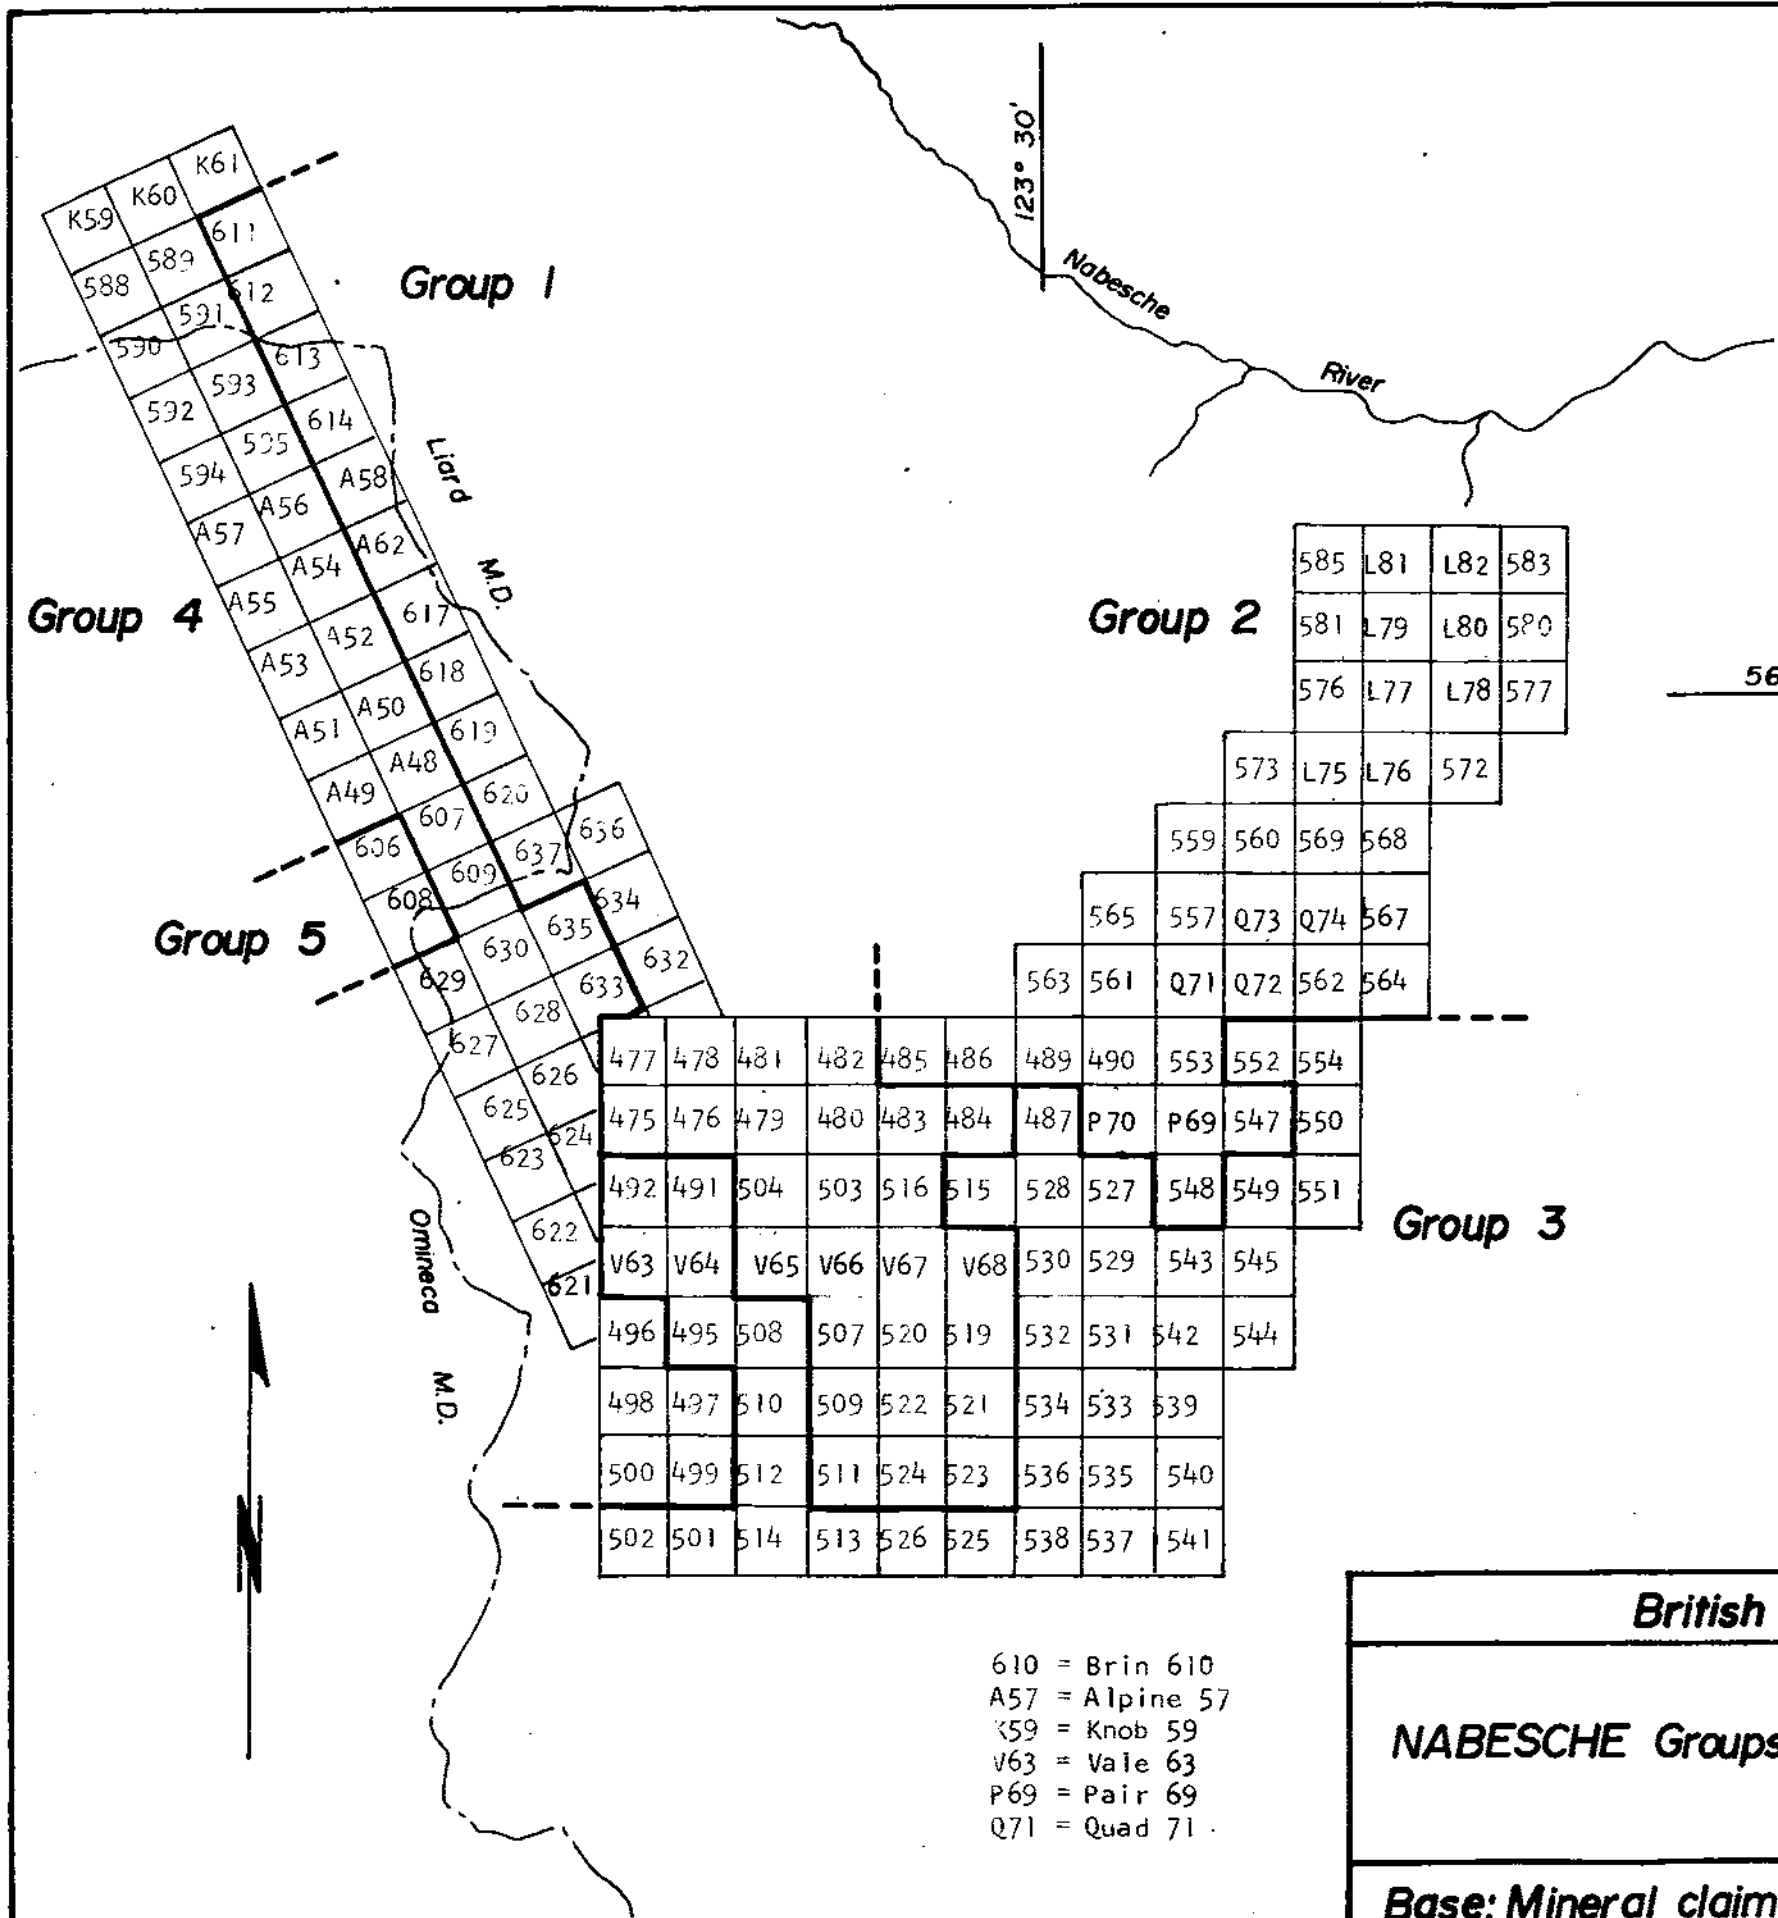 123° 30'
Nabesche
River
K61
K60
K59
611
589
588
612
591
590
613
593
592
614
595
594
A58
A56
A57
A62
A54
A55
617
A52
A53
618
A50
A51
619
A48
A49
620
607
606
636
637
609
608
634
635
630
629
632
633
628
627
626
625
624
623
622
621
Group 1
Group 4
Group 5
Liard
M.D.
Omineca
M.D.
Group 2
585 L81 L82 583
581 L79 L80 580
576 L77 L78 577
573 L75 L76 572
559 560 569 568
565 557 Q73 Q74 567
563 561 Q71 Q72 562 564
56
477 478 481 482 485 486 489 490 553 552 554
475 476 479 480 483 484 487 P70 P69 547 550
492 491 504 503 516 515 528 527 548 549 551
Group 3
V63 V64 V65 V66 V67 V68 530 529 543 545
496 495 508 507 520 519 532 531 542 544
498 497 510 509 522 521 534 533 539
500 499 512 511 524 523 536 535 540
502 501 514 513 526 525 538 537 541
N
610 = Brin 610
A57 = Alpine 57
K59 = Knob 59
V63 = Vale 63
P69 = Pair 69
Q71 = Quad 71
British
NABESCHE Groups
Base: Mineral claim